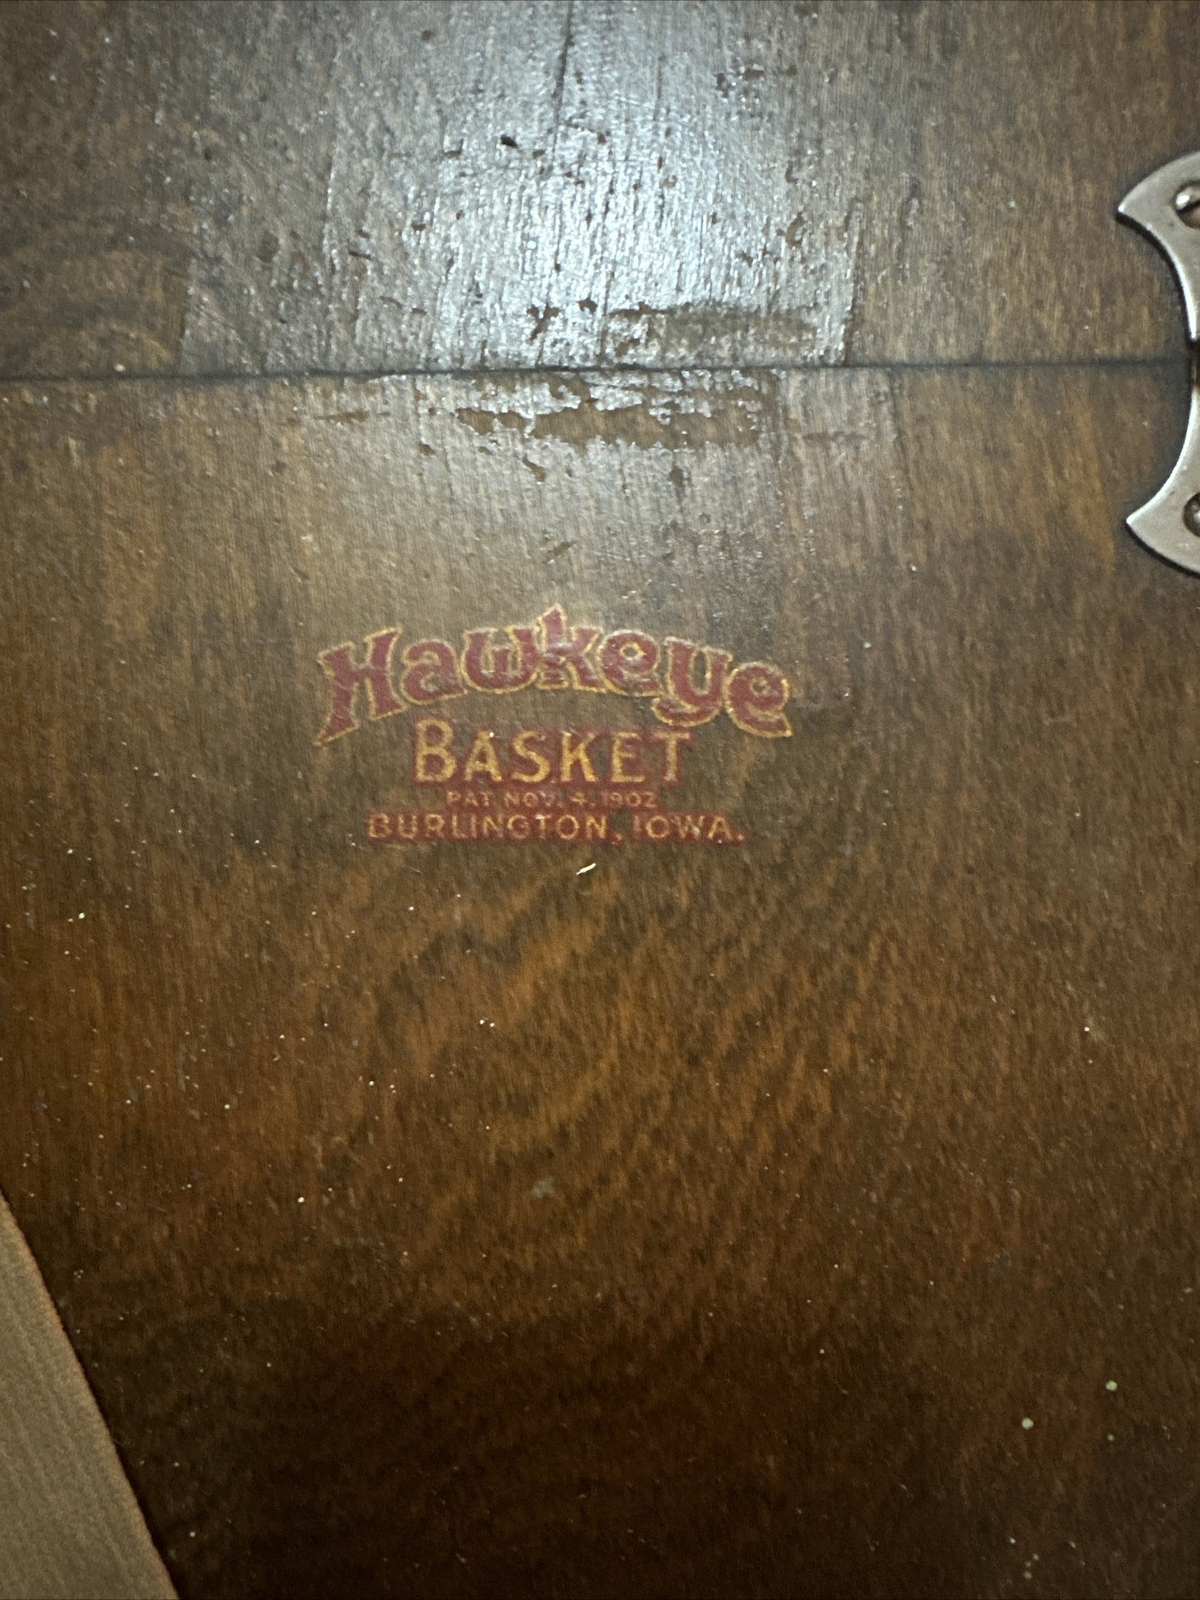 Hawkeye
BASKET
PAT. NOV. 4. 1902
BURLINGTON, IOWA.